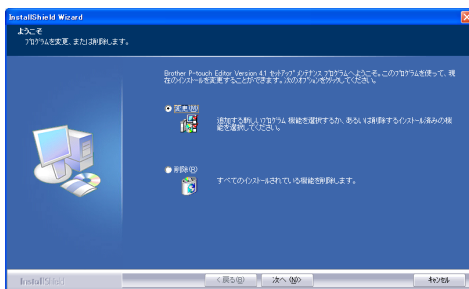 InstallShield Wizard
ようこそ
プログラムを変更、または削除します。
Brother P-touch Editor Version 4.1 セットアップ メンテナンス プログラムへようこそ。このプログラムを使って、現
在のインストールを変更することができます。次のオプションをクリックしてください。
変更(M)
追加する新しいプログラム機能を選択するか、あるいは削除するインストール済みの機
能を選択してください。
削除(R)
すべてのインストールされている機能を削除します。
InstallShield
< 戻る(B)
次へ (N)>
キャンセル